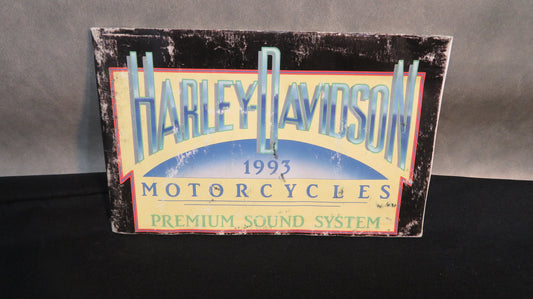 HARLEY-DAVIDSON
1993
MOTORCYCLES
PREMIUM SOUND SYSTEM